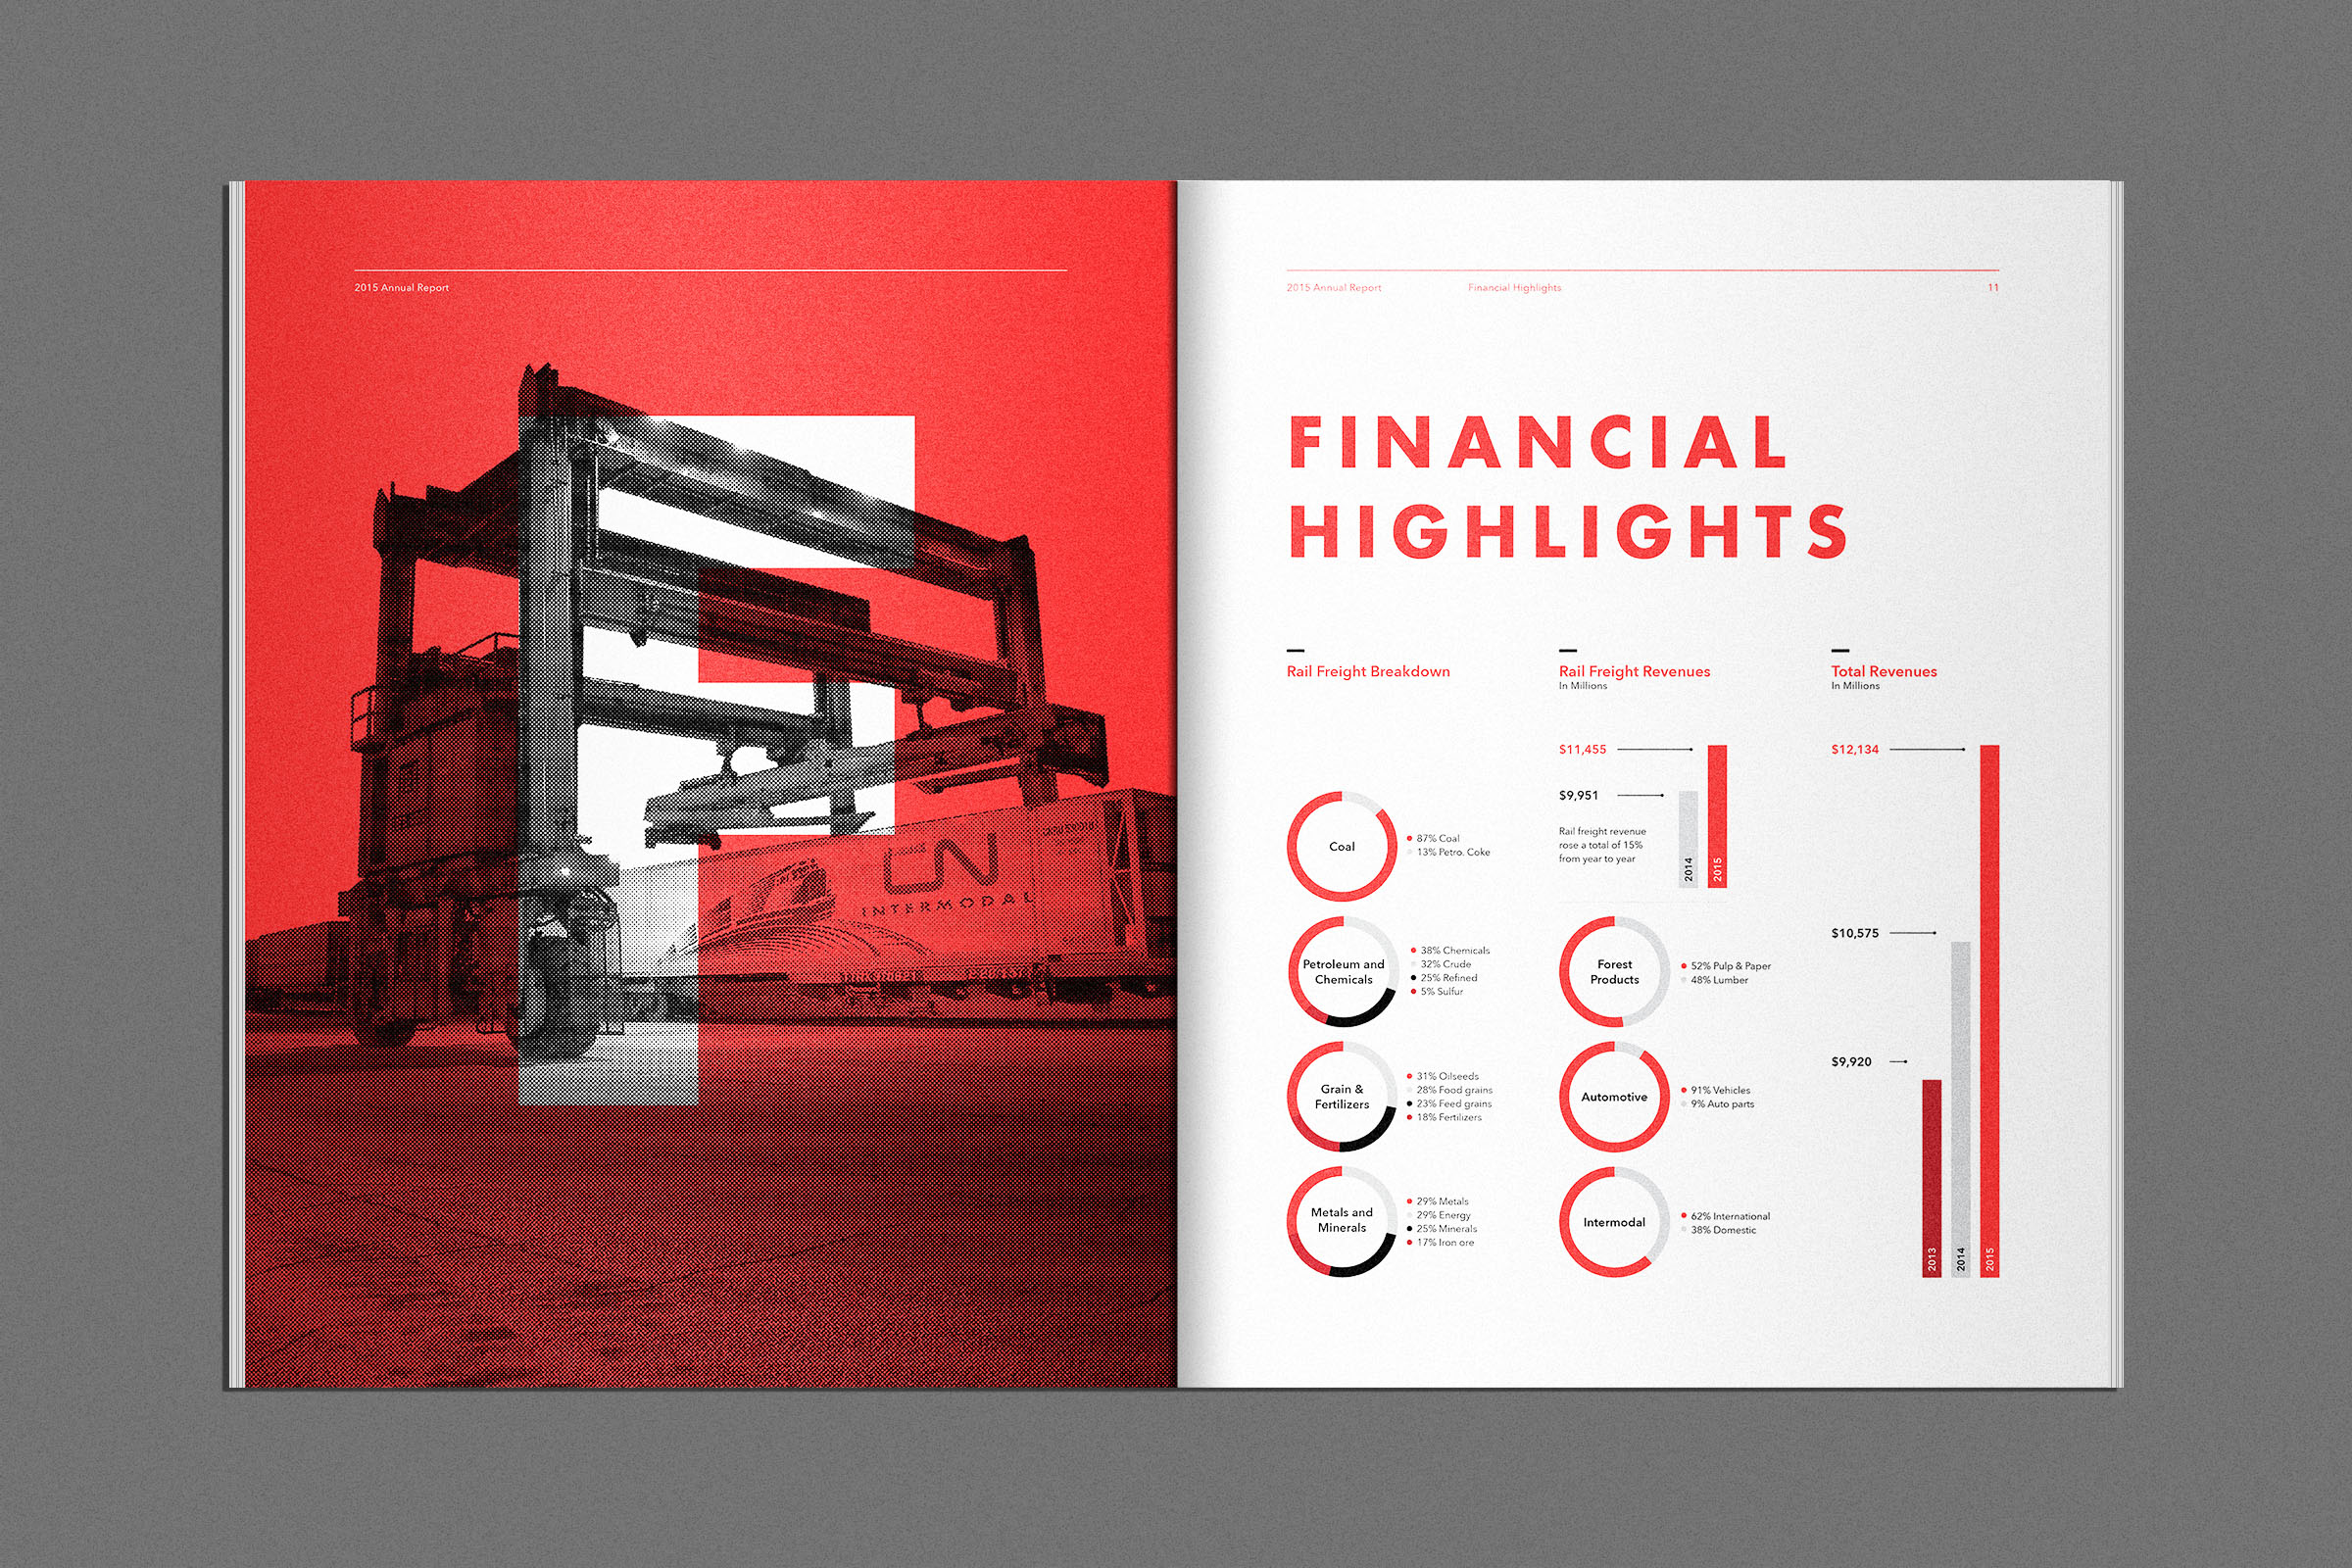 2015 Annual Report
CN
INTERMODAL
2015 Annual Report Financial Highlights 11
FINANCIAL
HIGHLIGHTS
Rail Freight Breakdown
Coal
87% Coal
13% Petro. Coke
Petroleum and
Chemicals
38% Chemicals
32% Crude
25% Refined
5% Sulfur
Grain &
Fertilizers
31% Oilseeds
28% Food grains
23% Feed grains
18% Fertilizers
Metals and
Minerals
29% Metals
29% Energy
25% Minerals
17% Iron ore
Rail Freight Revenues
In Millions
$11,455
$9,951
Rail freight revenue
rose a total of 15%
from year to year
2014
2015
Forest
Products
52% Pulp & Paper
48% Lumber
Automotive
91% Vehicles
9% Auto parts
Intermodal
62% International
38% Domestic
Total Revenues
In Millions
$12,134
$10,575
$9,920
2013
2014
2015